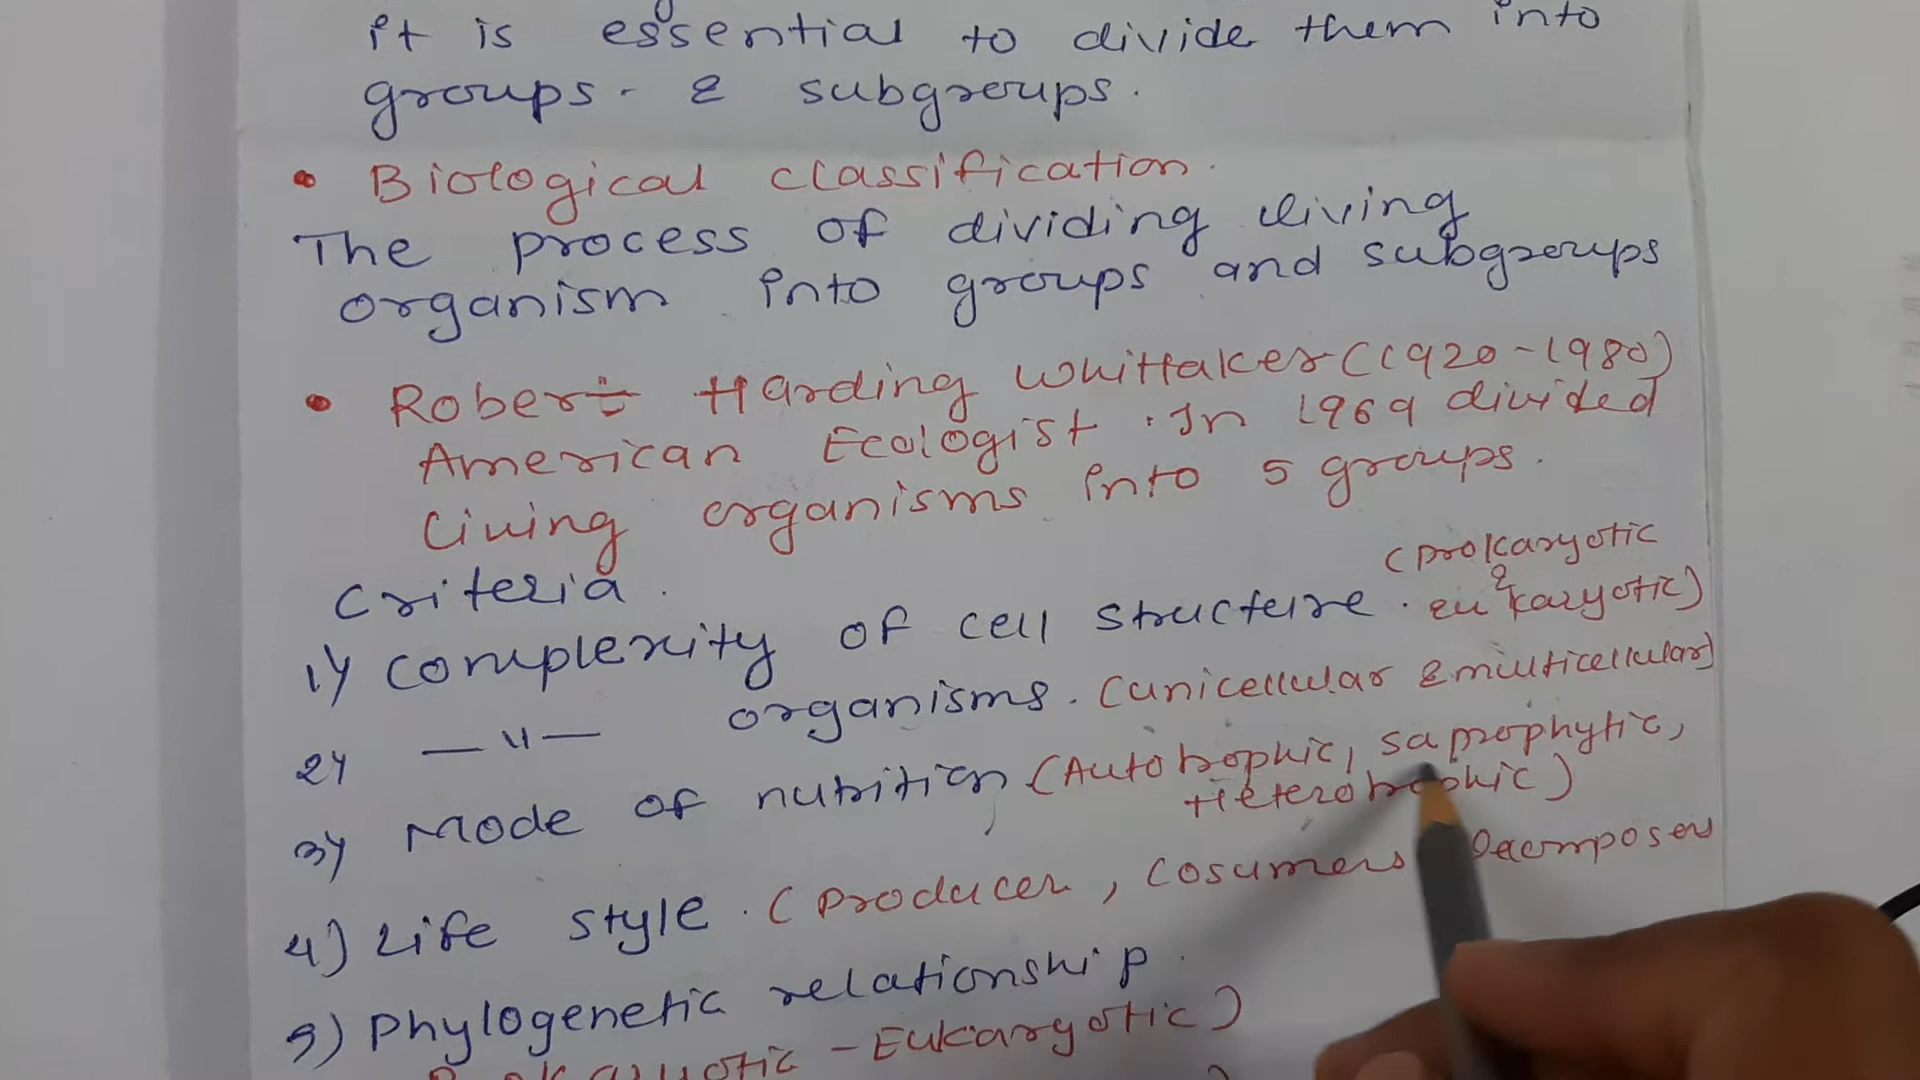 it is essential to divide them into
groups. & subgroups.
• Biological classification.
The process of dividing living
organism into groups and subgroups
• Robert Harding Whittaker (1920-1980)
American Ecologist. In 1969 divided
living organisms into 5 groups.
Criteria.
1) Complexity of cell structure. (prokaryotic & eukaryotic)
2) —"— organisms. (unicellular & multicellular)
3) Mode of nutrition (Autotrophic, saprophytic,
Heterotrophic)
4) Life style. (Producer, cosumers Decomposers
5) Phylogenetic relationship.
Prokaryotic - Eukaryotic)